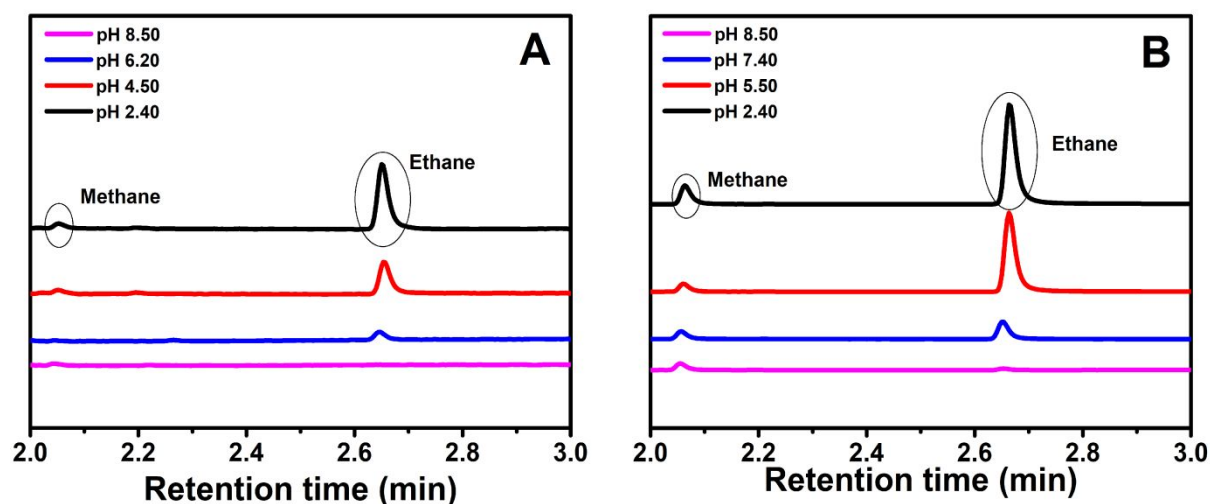 pH 8.50
pH 6.20
pH 4.50
pH 2.40
A
Methane
Ethane
2.0 2.2 2.4 2.6 2.8 3.0
Retention time (min)
pH 8.50
pH 7.40
pH 5.50
pH 2.40
B
Methane
Ethane
2.0 2.2 2.4 2.6 2.8 3.0
Retention time (min)